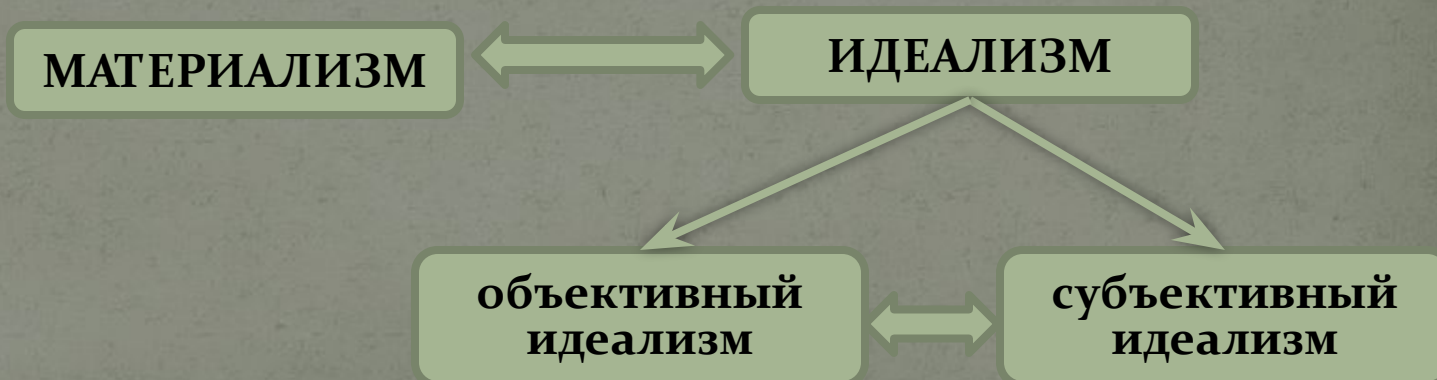 МАТЕРИАЛИЗМ
ИДЕАЛИЗМ
объективный
идеализм
субъективный
идеализм